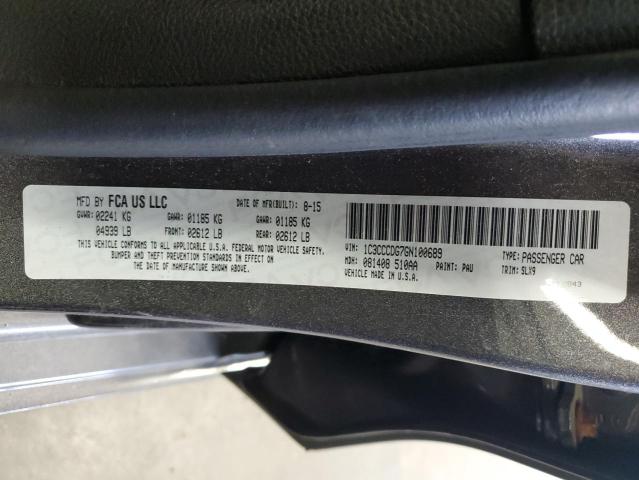 MFD BY FCA US LLC DATE OF MFR(BUILT): 8-15
GVWR: 02241 KG GAWR: 01185 KG GAWR: 01185 KG
04939 LB FRONT: 02612 LB REAR: 02612 LB
THIS VEHICLE CONFORMS TO ALL APPLICABLE U.S.A. FEDERAL MOTOR VEHICLE SAFETY,
BUMPER AND THEFT PREVENTION STANDARDS IN EFFECT ON
THE DATE OF MANUFACTURE SHOWN ABOVE.
VIN: 1C3CCCDG7GN100689 TYPE: PASSENGER CAR
MDH: 081408 510AA PAINT: PAU TRIM: SLX9
VEHICLE MADE IN U.S.A.